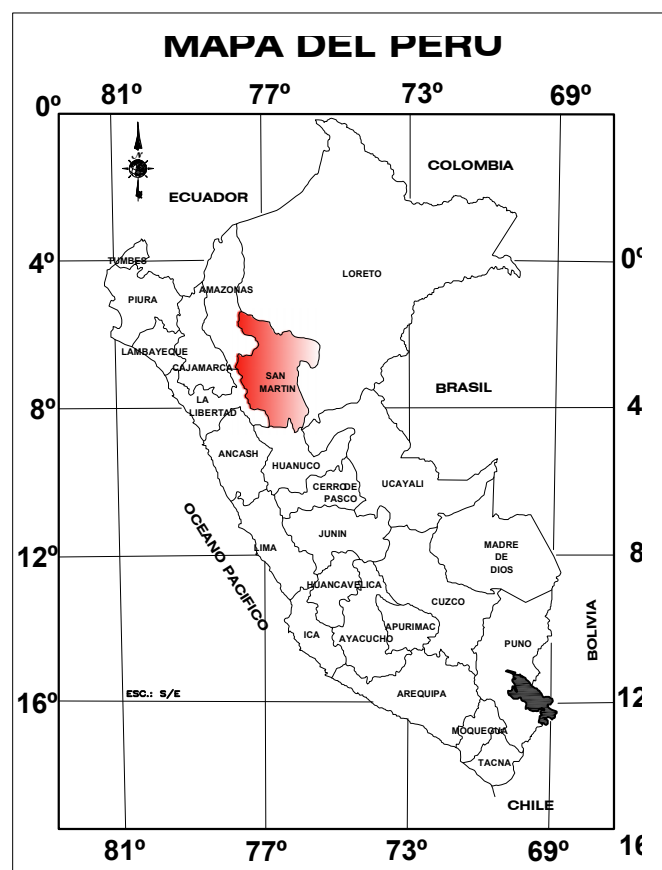 MAPA DEL PERU
81º 77º 73º 69º
0º
COLOMBIA
ECUADOR
N
4º
0º
TUMBES
LORETO
AMAZONAS
PIURA
LAMBAYEQUE
CAJAMARCA
SAN
MARTIN
BRASIL
LA
LIBERTAD
8º
4
ANCASH
HUANUCO
CERRO DE
PASCO
UCAYALI
OCEANO PACIFICO
JUNIN
LIMA
MADRE
DE
DIOS
12º
8
HUANCAVELICA
CUZCO
BOLIVIA
ICA
AYACUCHO
APURIMAC
PUNO
AREQUIPA
ESC.: S/E
16º
12
MOQUEGUA
TACNA
CHILE
16
81º 77º 73º 69º